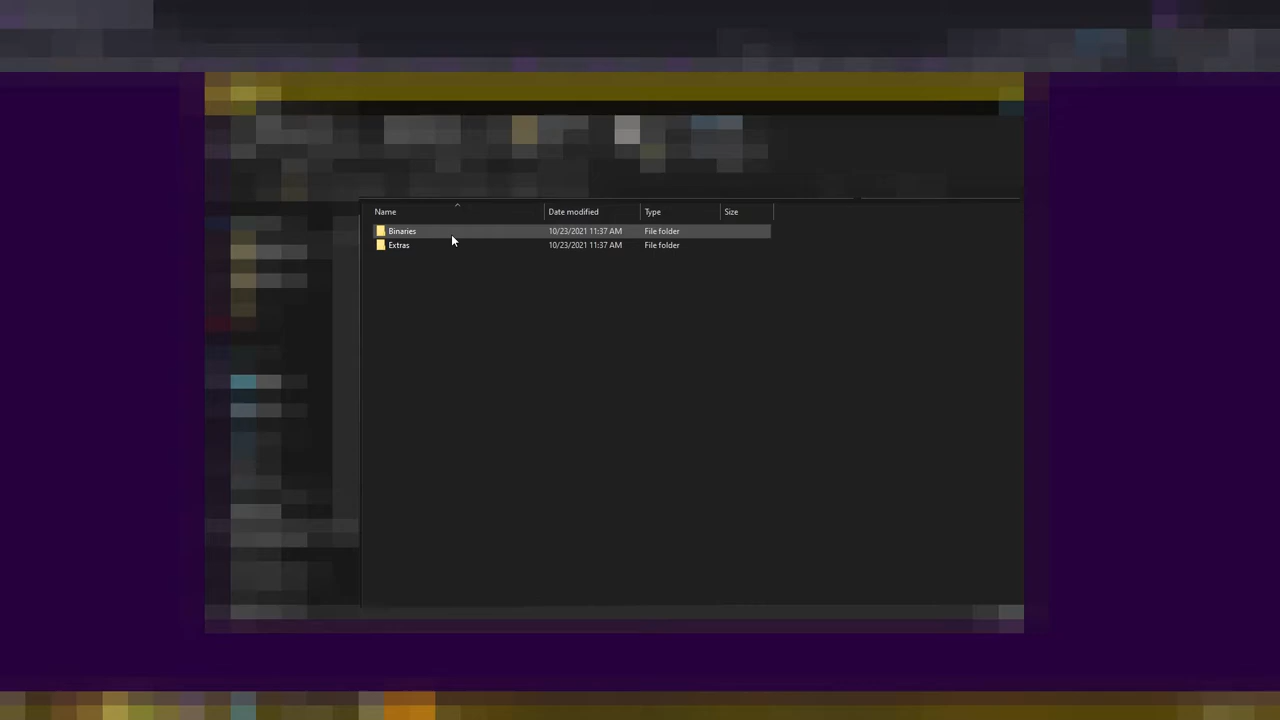 Name Date modified Type Size
Binaries 10/23/2021 11:37 AM File folder
Extras 10/23/2021 11:37 AM File folder